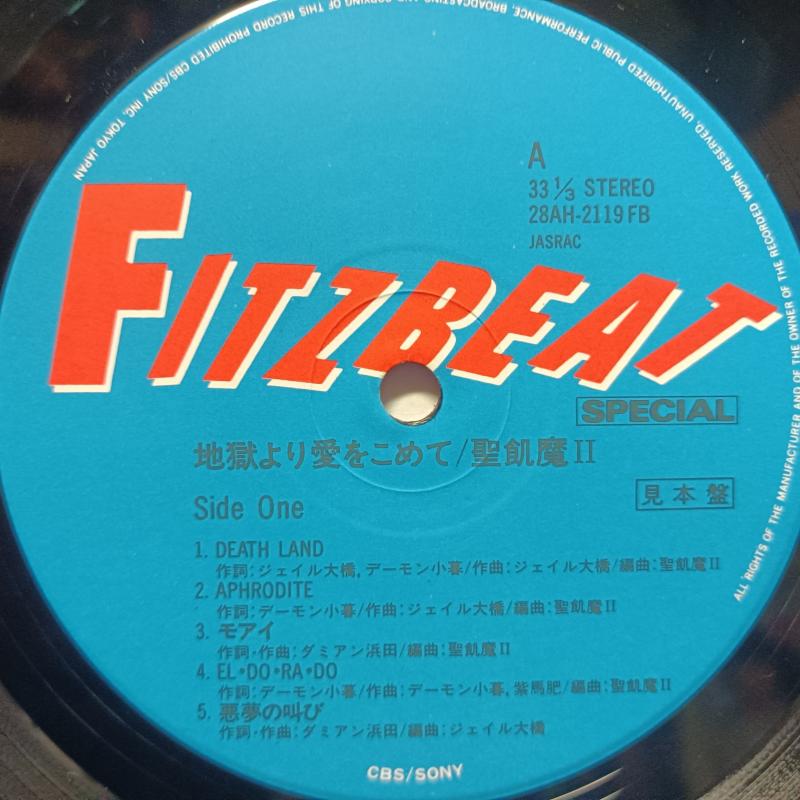 ALL RIGHTS OF THE MANUFACTURER AND OF THE OWNER OF THE RECORDED WORK RESERVED. UNAUTHORIZED PUBLIC PERFORMANCE, BROADCASTING AND COPYING OF THIS RECORD PROHIBITED CBS/SONY INC. TOKYO JAPAN
A
33 1/3 STEREO
28AH-2119FB
JASRAC
FITZBEAT
SPECIAL
地獄より愛をこめて/聖飢魔II
見本盤
Side One
1. DEATH LAND
作詞:ジェイル大橋,デーモン小暮/作曲:ジェイル大橋/編曲:聖飢魔II
2. APHRODITE
作詞:デーモン小暮/作曲:ジェイル大橋/編曲:聖飢魔II
3. モアイ
作詞・作曲:ダミアン浜田/編曲:聖飢魔II
4. EL・DO・RA・DO
作詞:デーモン小暮/作曲:デーモン小暮,紫馬肥/編曲:聖飢魔II
5. 悪夢の叫び
作詞・作曲:ダミアン浜田/編曲:ジェイル大橋
CBS/SONY